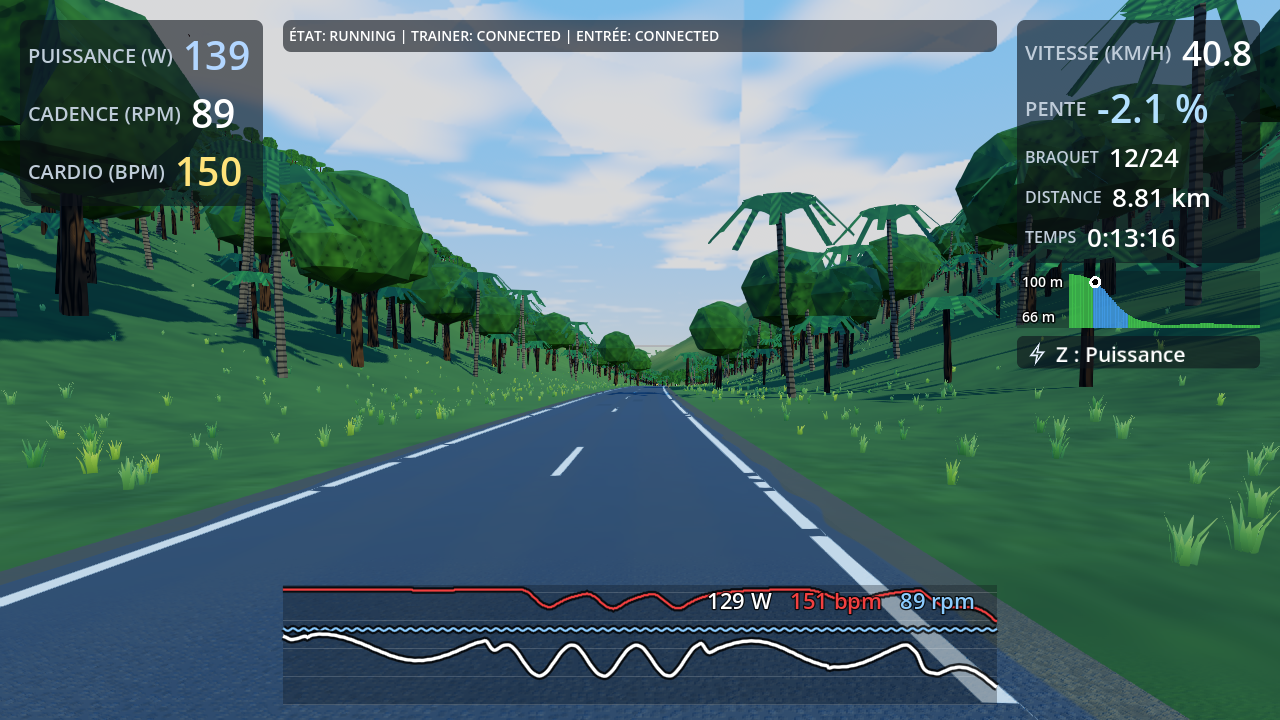 PUISSANCE (W) 139
CADENCE (RPM) 89
CARDIO (BPM) 150
ÉTAT: RUNNING | TRAINER: CONNECTED | ENTRÉE: CONNECTED
VITESSE (KM/H) 40.8
PENTE -2.1 %
BRAQUET 12/24
DISTANCE 8.81 km
TEMPS 0:13:16
100 m
66 m
Z : Puissance
129 W 151 bpm 89 rpm